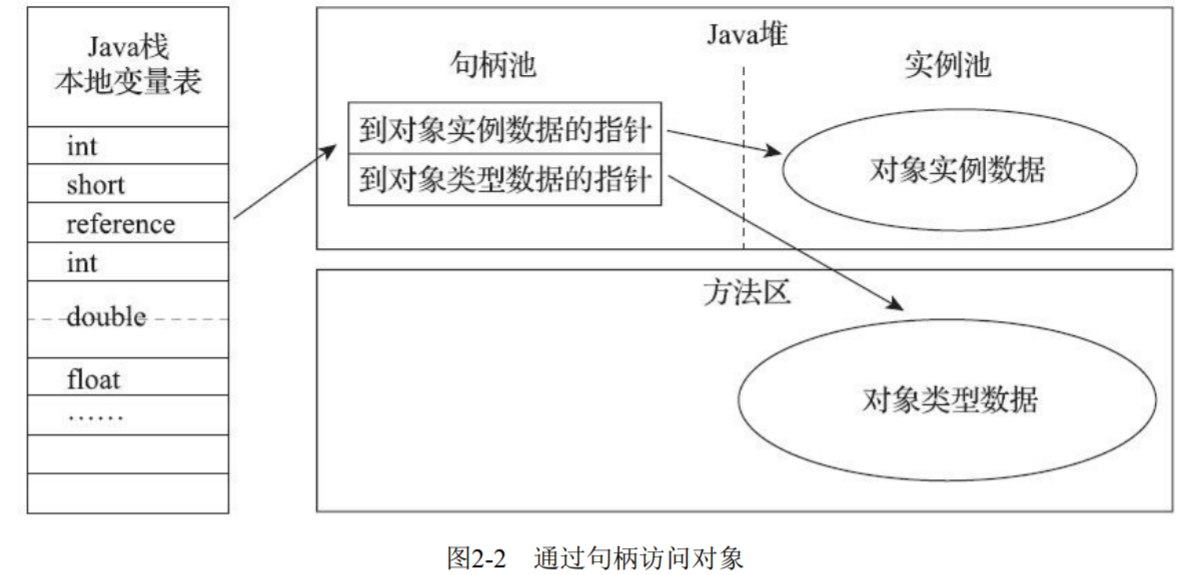 Java栈
本地变量表
int
short
reference
int
double
float
……
Java堆
句柄池
实例池
到对象实例数据的指针
到对象类型数据的指针
对象实例数据
方法区
对象类型数据
图2-2 通过句柄访问对象